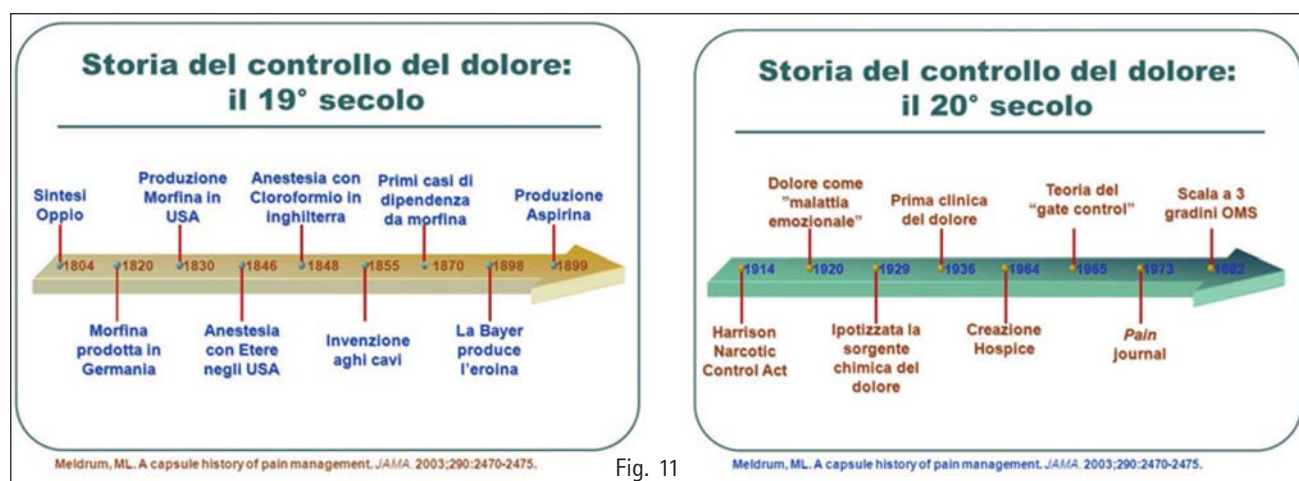 Storia del controllo del dolore:
il 19° secolo
Sintesi
Oppio
Produzione
Morfina in
USA
Anestesia con
Cloroformio in
inghilterra
Primi casi di
dipendenza
da morfina
Produzione
Aspirina
1804
1820
1830
1846
1848
1855
1870
1898
1899
Morfina
prodotta in
Germania
Anestesia
con Etere
negli USA
Invenzione
aghi cavi
La Bayer
produce
l'eroina
Meldrum, ML. A capsule history of pain management. JAMA. 2003;290:2470-2475.
Storia del controllo del dolore:
il 20° secolo
Dolore come
"malattia
emozionale"
Prima clinica
del dolore
Teoria del
"gate control"
Scala a 3
gradini OMS
1914
1920
1929
1936
1964
1965
1973
1982
Harrison
Narcotic
Control Act
Ipotizzata la
sorgente
chimica del
dolore
Creazione
Hospice
Pain
journal
Meldrum, ML. A capsule history of pain management. JAMA. 2003;290:2470-2475.
Fig. 11